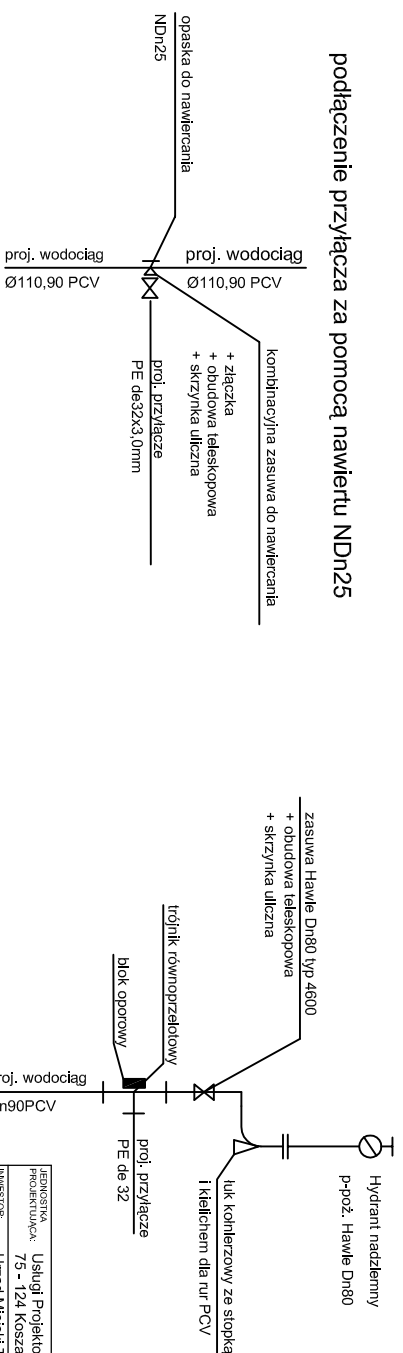 podłączenie przyłącza za pomocą nawiertu NDn25
opaska do nawiercania
NDn25
proj. wodociąg
Ø110,90 PCV
proj. wodociąg
Ø110,90 PCV
kombinacyjna zasuwa do nawiercania
+ złączka
+ obudowa teleskopowa
+ skrzynka uliczna
proj. przyłącze
PE de32x3,0mm
Hydrant nadziemny
p-poż. Hawle Dn80
zasuwa Hawle Dn80 typ 4600
+ obudowa teleskopowa
+ skrzynka uliczna
łuk kołnierzowy ze stopką
i kielichem dla rur PCV
trójnik równoprzelotowy
blok oporowy
proj. wodociąg
n90PCV
proj. przyłącze
PE de 32
JEDNOSTKA
PROJEKTUJĄCA:
Usługi Projekto
75 - 124 Kosza